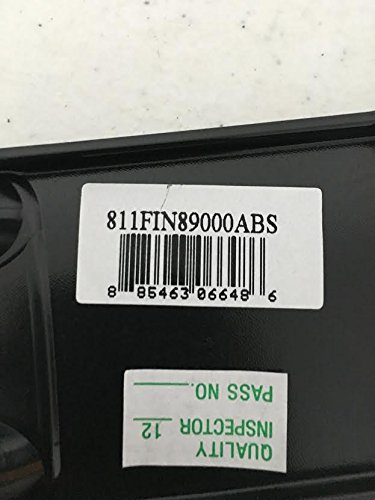 811FIN89000ABS
8 85463 06648 6
QUALITY
INSPECTOR 12
PASS NO.